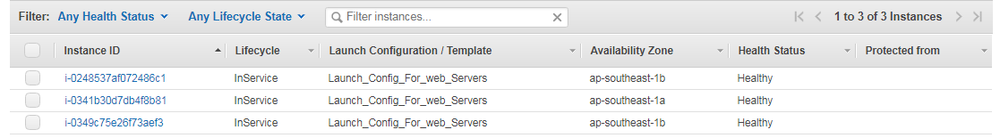 Filter: Any Health Status Any Lifecycle State Filter instances... 1 to 3 of 3 Instances
Instance ID Lifecycle Launch Configuration / Template Availability Zone Health Status Protected from
i-0248537af072486c1 InService Launch_Config_For_web_Servers ap-southeast-1b Healthy
i-0341b30d7db4f8b81 InService Launch_Config_For_web_Servers ap-southeast-1a Healthy
i-0349c75e26f73aef3 InService Launch_Config_For_web_Servers ap-southeast-1b Healthy